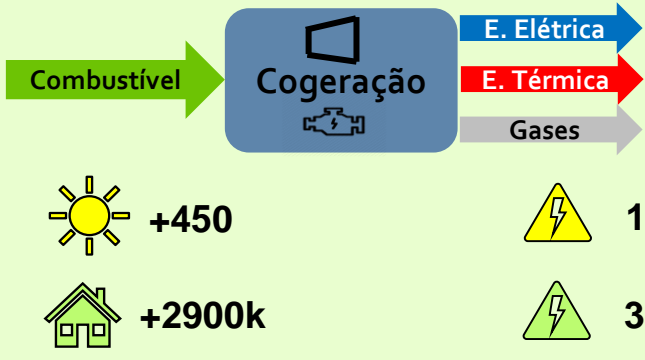 E. Elétrica
Combustível
Cogeração
E. Térmica
Gases
+450
1
+2900k
3